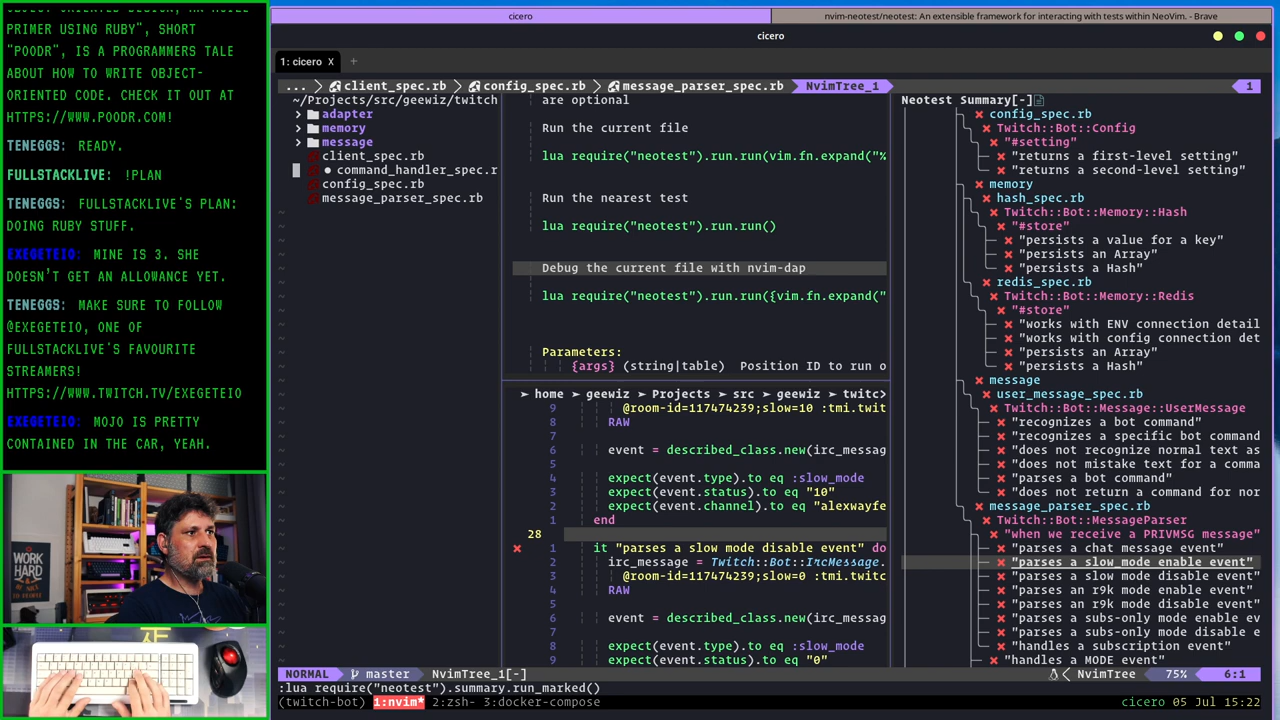 OBJECT-ORIENTED DESIGN, AN AGILE
PRIMER USING RUBY", SHORT
"POODR", IS A PROGRAMMERS TALE
ABOUT HOW TO WRITE OBJECT-
ORIENTED CODE. CHECK IT OUT AT
HTTPS://WWW.POODR.COM!
TENEGGS: READY.
FULLSTACKLIVE: !PLAN
TENEGGS: FULLSTACKLIVE'S PLAN:
DOING RUBY STUFF.
EXEGETEIO: MINE IS 3. SHE
DOESN'T GET AN ALLOWANCE YET.
TENEGGS: MAKE SURE TO FOLLOW
@EXEGETEIO, ONE OF
FULLSTACKLIVE'S FAVOURITE
STREAMERS!
HTTPS://WWW.TWITCH.TV/EXEGETEIO
EXEGETEIO: MOJO IS PRETTY
CONTAINED IN THE CAR, YEAH.
WORK
HARD
cicero
nvim-neotest/neotest: An extensible framework for interacting with tests within NeoVim. - Brave
cicero
1: cicero X +
... client_spec.rb config_spec.rb message_parser_spec.rb NvimTree_1 1
~/Projects/src/geewiz/twitch
adapter
memory
message
client_spec.rb
● command_handler_spec.r
config_spec.rb
message_parser_spec.rb
are optional
Run the current file
lua require("neotest").run.run(vim.fn.expand("%
Run the nearest test
lua require("neotest").run.run()
Debug the current file with nvim-dap
lua require("neotest").run.run({vim.fn.expand("
Parameters:
{args} (string|table) Position ID to run o
➤ home ➤ geewiz ➤ Projects ➤ src ➤ geewiz ➤ twitc>
9 @room-id=117474239;slow=10 :tmi.twit
8 RAW
7
6 event = described_class.new(irc_messag
5
4 expect(event.type).to eq :slow_mode
3 expect(event.status).to eq "10"
2 expect(event.channel).to eq "alexwayfe
1 end
28
1 it "parses a slow mode disable event" do
2 irc_message = Twitch::Bot::IrcMessage.
3 @room-id=117474239;slow=0 :tmi.twitc
4 RAW
5
6 event = described_class.new(irc_messag
7
8 expect(event.type).to eq :slow_mode
9 expect(event.status).to eq "0"
Neotest Summary[-]
config_spec.rb
Twitch::Bot::Config
"#setting"
"returns a first-level setting"
"returns a second-level setting"
memory
hash_spec.rb
Twitch::Bot::Memory::Hash
"#store"
"persists a value for a key"
"persists an Array"
"persists a Hash"
redis_spec.rb
Twitch::Bot::Memory::Redis
"#store"
"works with ENV connection detail
"works with config connection det
"persists an Array"
"persists a Hash"
message
user_message_spec.rb
Twitch::Bot::Message::UserMessage
"recognizes a bot command"
"recognizes a specific bot command
"does not recognize normal text as
"does not mistake text for a comma
"parses a bot command"
"does not return a command for nor
message_parser_spec.rb
Twitch::Bot::MessageParser
"when we receive a PRIVMSG message"
"parses a chat message event"
"parses a slow mode enable event"
"parses a slow mode disable event"
"parses an r9k mode enable event"
"parses an r9k mode disable event"
"parses a subs-only mode enable ev
"parses a subs-only mode disable e
"handles a subscription event"
"handles a MODE event"
NORMAL master NvimTree_1[-] NvimTree 75% 6:1
:lua require("neotest").summary.run_marked()
(twitch-bot) 1:nvim* 2:zsh- 3:docker-compose cicero 05 Jul 15:22